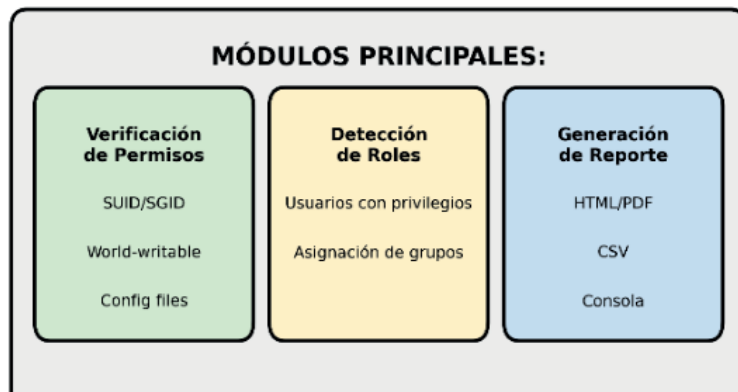 MÓDULOS PRINCIPALES:
Verificación
de Permisos
SUID/SGID
World-writable
Config files
Detección
de Roles
Usuarios con privilegios
Asignación de grupos
Generación
de Reporte
HTML/PDF
CSV
Consola